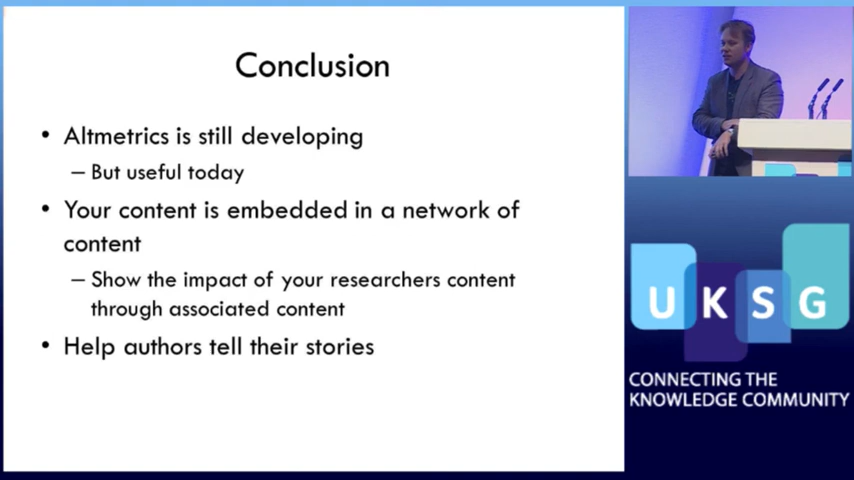 Conclusion
• Altmetrics is still developing
– But useful today
• Your content is embedded in a network of
content
– Show the impact of your researchers content
through associated content
• Help authors tell their stories
UKSG
CONNECTING THE
KNOWLEDGE COMMUNITY